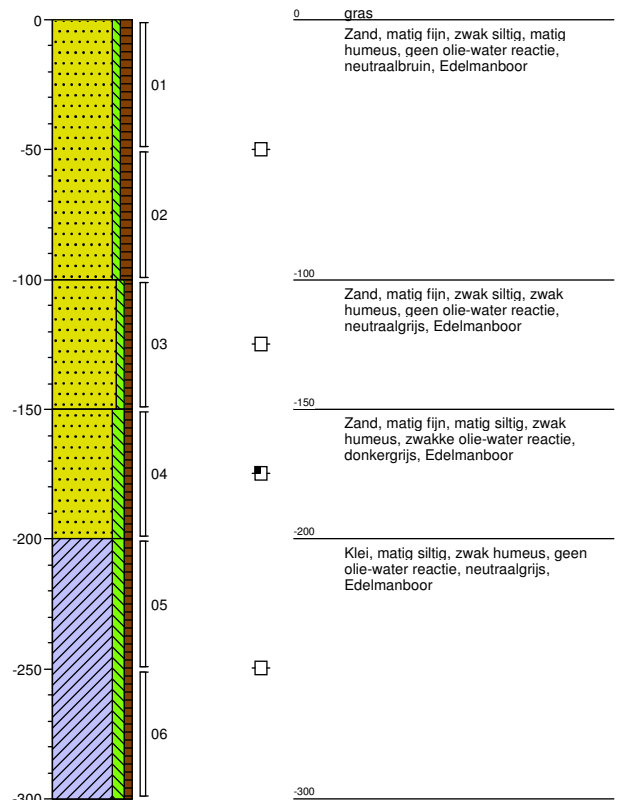 0
-50
-100
-150
-200
-250
-300
01
02
03
04
05
06
0
gras
Zand, matig fijn, zwak siltig, matig
humeus, geen olie-water reactie,
neutraalbruin, Edelmanboor
-100
Zand, matig fijn, zwak siltig, zwak
humeus, geen olie-water reactie,
neutraalgrijs, Edelmanboor
-150
Zand, matig fijn, matig siltig, zwak
humeus, zwakke olie-water reactie,
donkergrijs, Edelmanboor
-200
Klei, matig siltig, zwak humeus, geen
olie-water reactie, neutraalgrijs,
Edelmanboor
-300